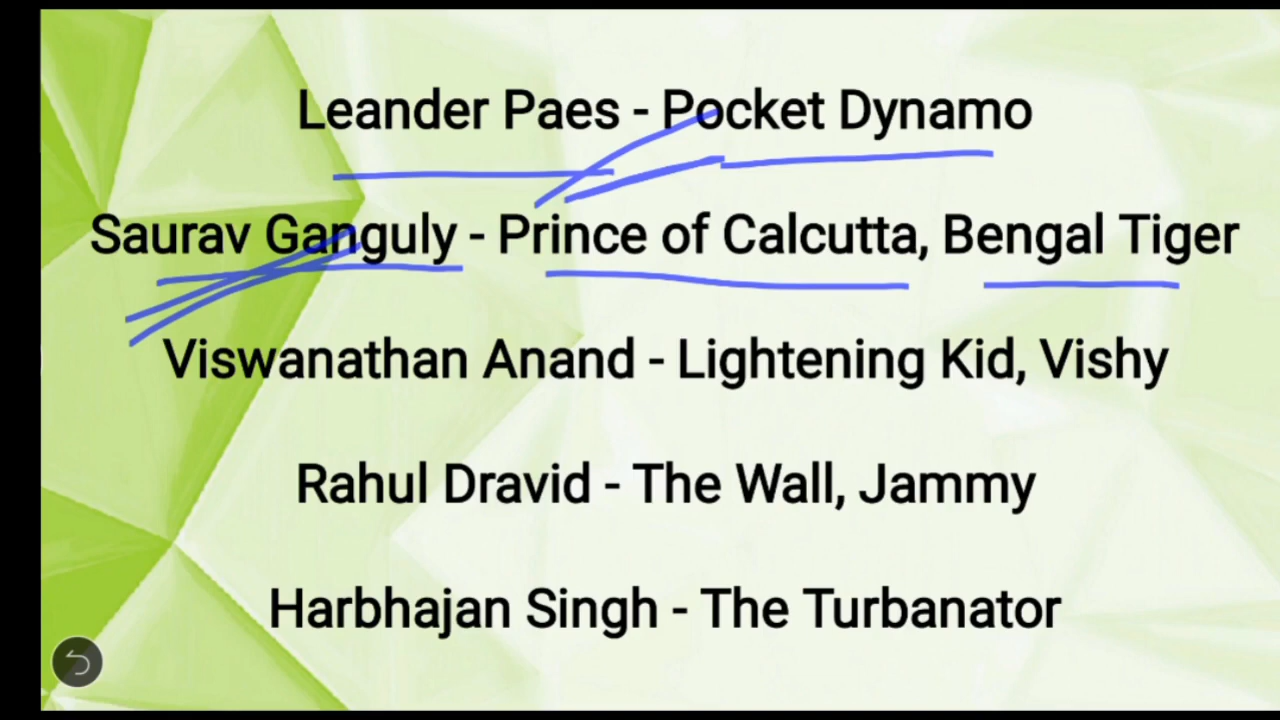 Leander Paes - Pocket Dynamo
Saurav Ganguly - Prince of Calcutta, Bengal Tiger
Viswanathan Anand - Lightening Kid, Vishy
Rahul Dravid - The Wall, Jammy
Harbhajan Singh - The Turbanator